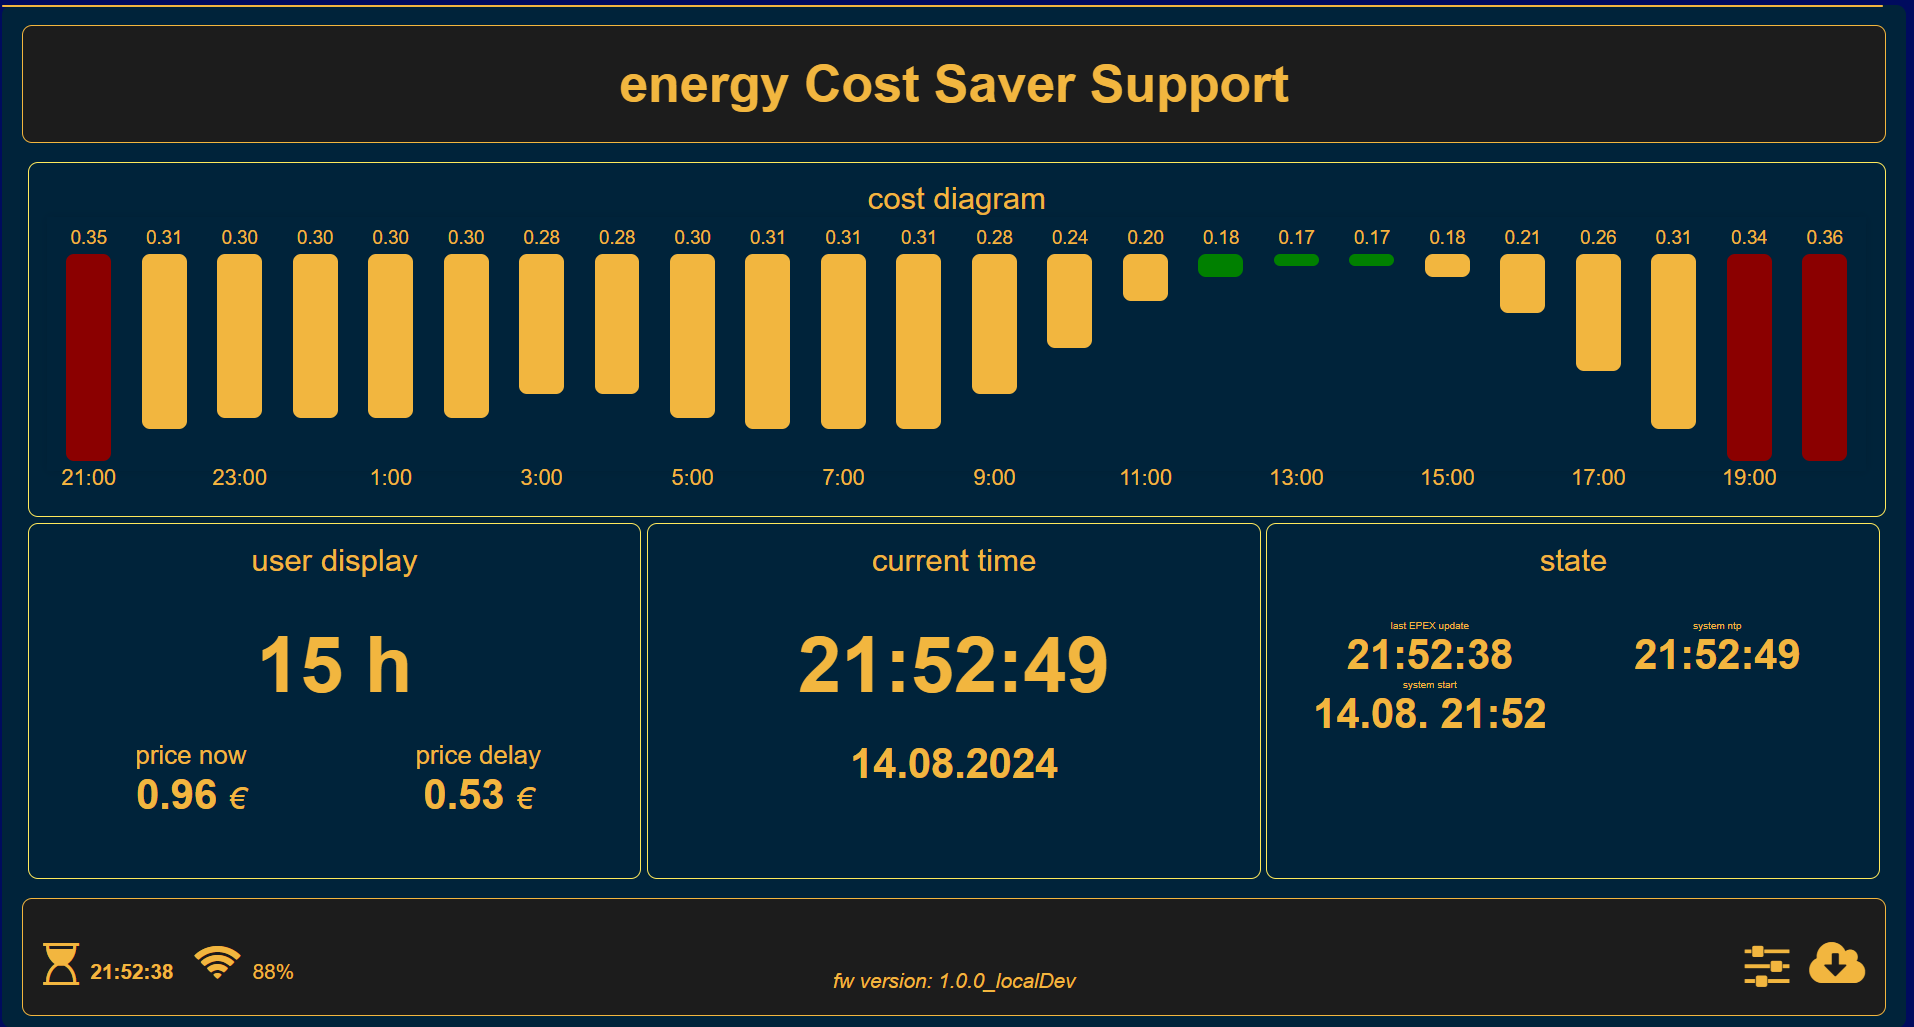 energy Cost Saver Support
cost diagram
0.35 0.31 0.30 0.30 0.30 0.30 0.28 0.28 0.30 0.31 0.31 0.31 0.28 0.24 0.20 0.18 0.17 0.17 0.18 0.21 0.26 0.31 0.34 0.36
21:00 23:00 1:00 3:00 5:00 7:00 9:00 11:00 13:00 15:00 17:00 19:00
user display
15 h
price now price delay
0.96 € 0.53 €
current time
21:52:49
14.08.2024
state
last EPEX update system ntp
21:52:38 21:52:49
system start
14.08. 21:52
21:52:38 88%
fw version: 1.0.0_localDev